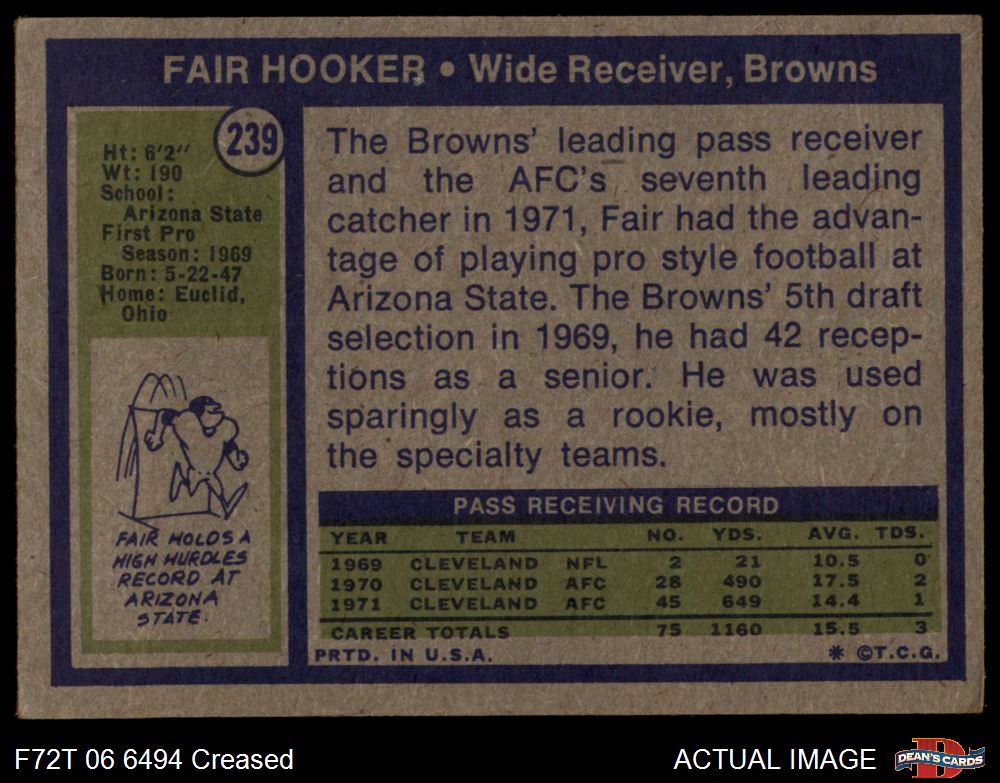 FAIR HOOKER • Wide Receiver, Browns
239
Ht: 6'2"
Wt: 190
School:
Arizona State
First Pro
Season: 1969
Born: 5-22-47
Home: Euclid,
Ohio
FAIR HOLDS A
HIGH HURDLES
RECORD AT
ARIZONA
STATE.
The Browns' leading pass receiver
and the AFC's seventh leading
catcher in 1971, Fair had the advan-
tage of playing pro style football at
Arizona State. The Browns' 5th draft
selection in 1969, he had 42 recep-
tions as a senior. He was used
sparingly as a rookie, mostly on
the specialty teams.
PASS RECEIVING RECORD
YEAR TEAM NO. YDS. AVG. TDS.
1969 CLEVELAND NFL 2 21 10.5 0
1970 CLEVELAND AFC 28 490 17.5 2
1971 CLEVELAND AFC 45 649 14.4 1
CAREER TOTALS 75 1160 15.5 3
PRTD. IN U.S.A. * ©T.C.G.
F72T 06 6494 Creased
ACTUAL IMAGE
D
DEAN'S CARDS